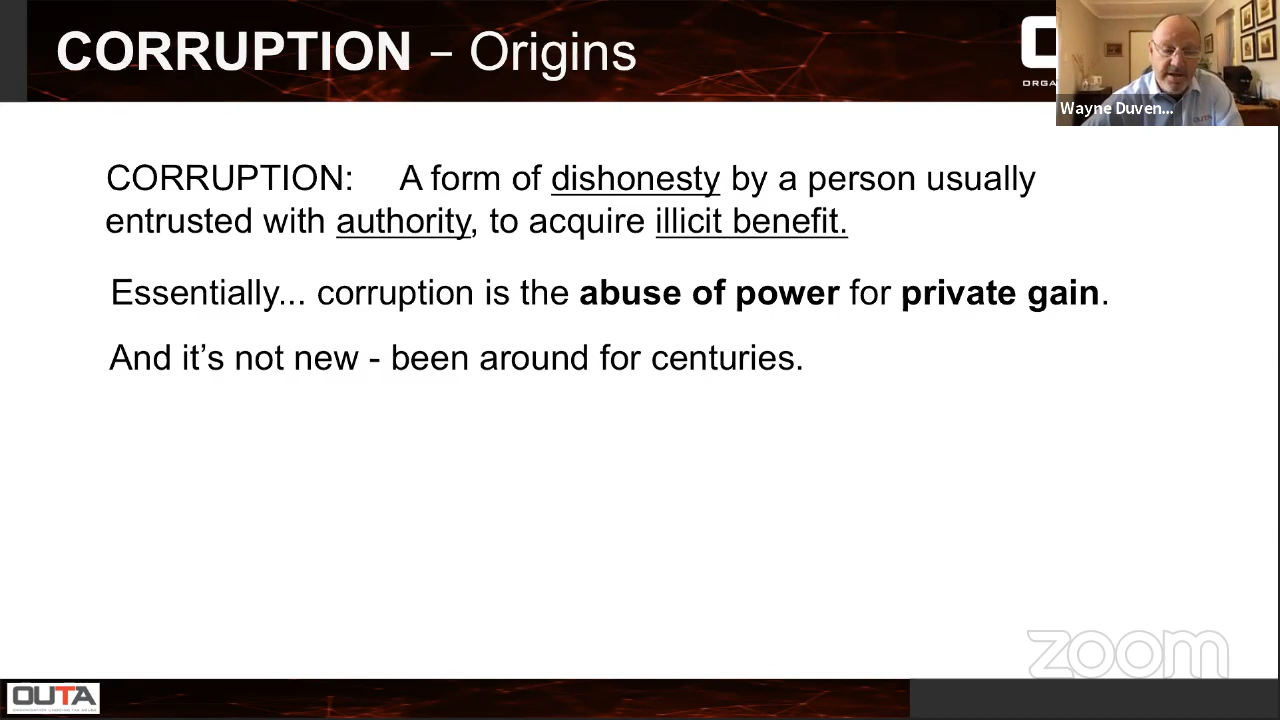 CORRUPTION – Origins
ORGA
Wayne Duven...
CORRUPTION: A form of dishonesty by a person usually
entrusted with authority, to acquire illicit benefit.
Essentially... corruption is the abuse of power for private gain.
And it's not new - been around for centuries.
zoom
OUTA